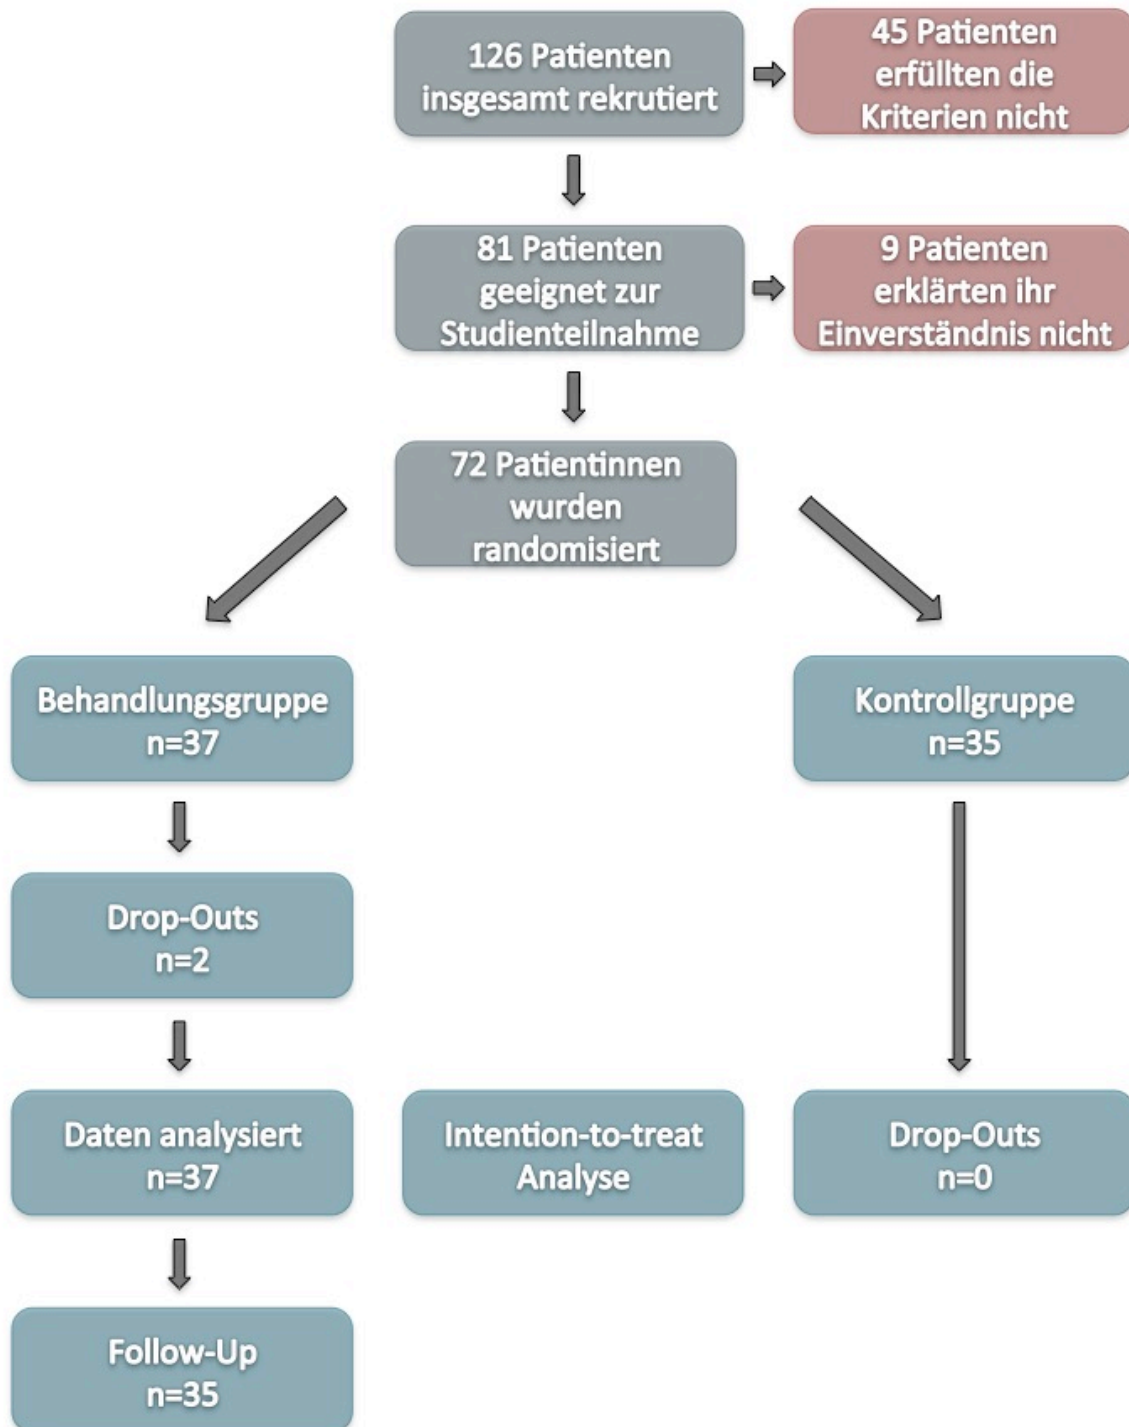 126 Patienten
insgesamt rekrutiert
45 Patienten
erfüllten die
Kriterien nicht
81 Patienten
geeignet zur
Studienteilnahme
9 Patienten
erklärten ihr
Einverständnis nicht
72 Patientinnen
wurden
randomisiert
Behandlungsgruppe
n=37
Kontrollgruppe
n=35
Drop-Outs
n=2
Daten analysiert
n=37
Intention-to-treat
Analyse
Drop-Outs
n=0
Follow-Up
n=35